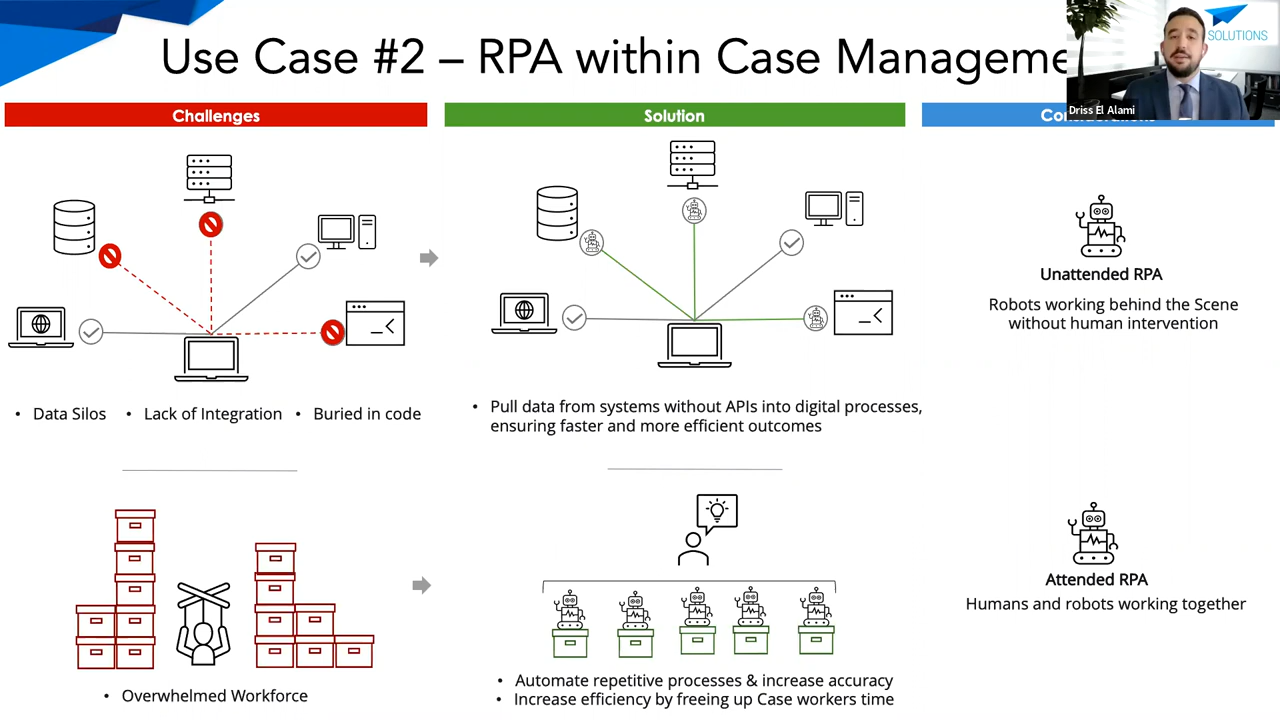 Use Case #2 – RPA within Case Manageme
SOLUTIONS
Driss El Alami
Challenges
Solution
Data Silos
Lack of Integration
Buried in code
• Pull data from systems without APIs into digital processes,
ensuring faster and more efficient outcomes
Unattended RPA
Robots working behind the Scene
without human intervention
• Overwhelmed Workforce
• Automate repetitive processes & increase accuracy
• Increase efficiency by freeing up Case workers time
Attended RPA
Humans and robots working together